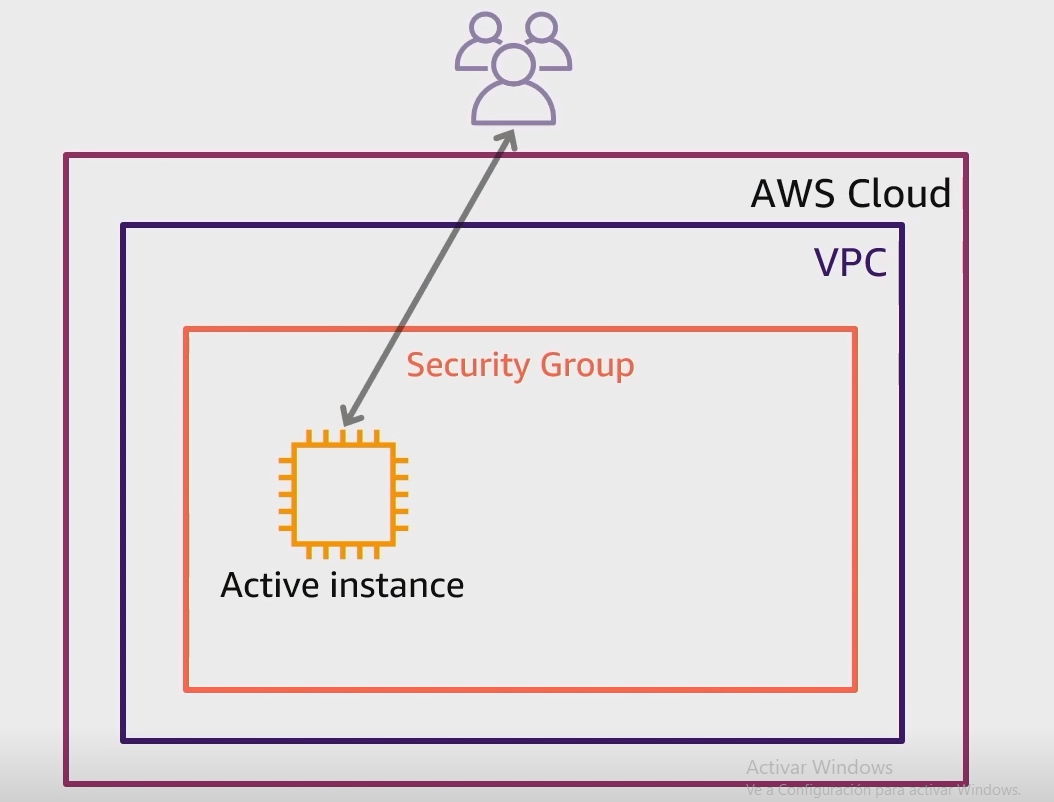 AWS Cloud
VPC
Security Group
Active instance
Activar Windows
Ve a Configuración para activar Windows.